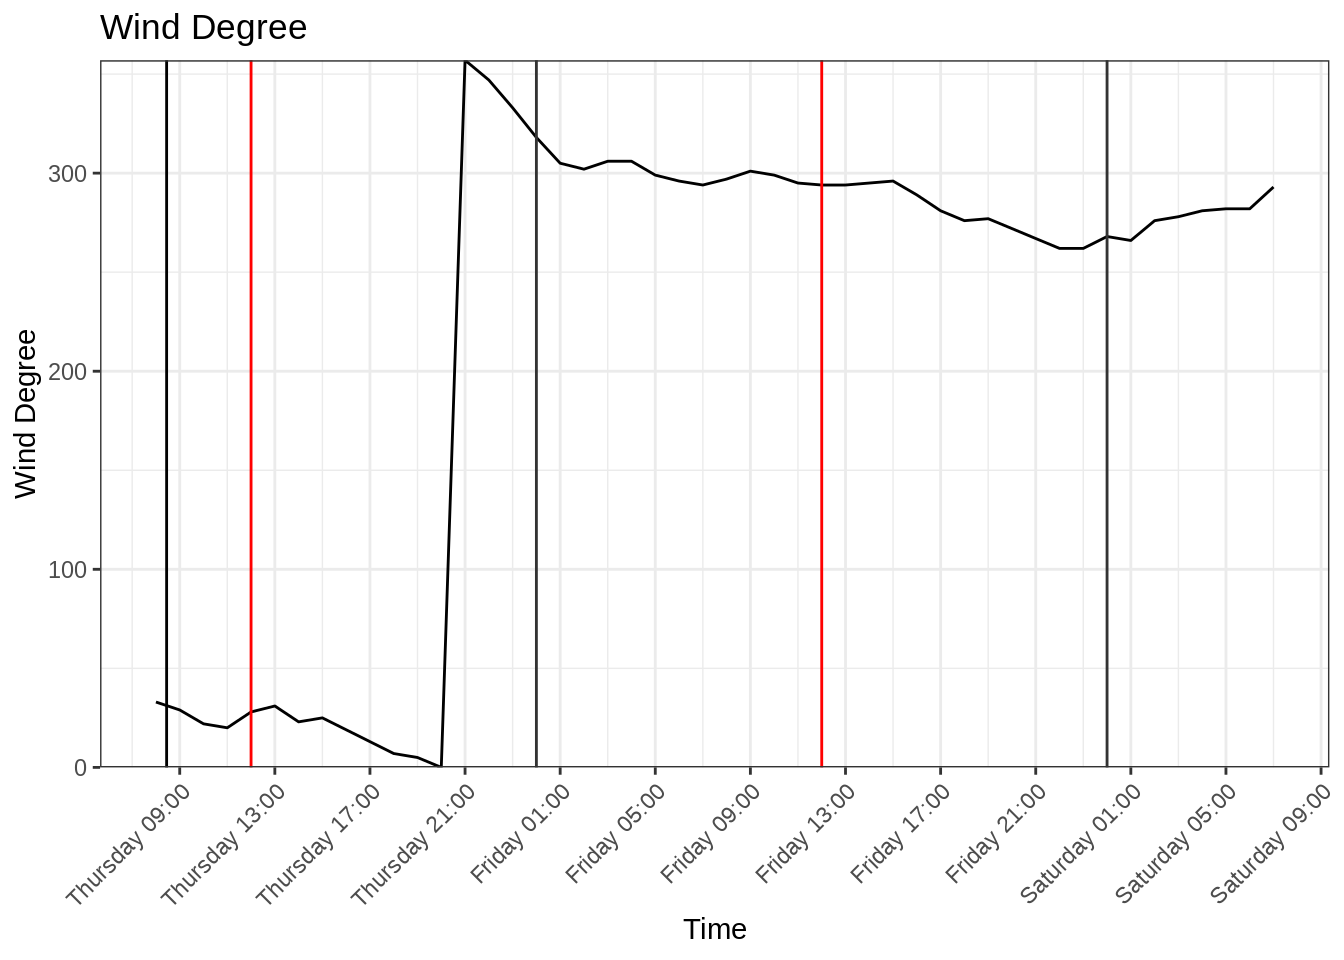 Wind Degree
Wind Degree
300
200
100
0
Thursday 09:00
Thursday 13:00
Thursday 17:00
Thursday 21:00
Friday 01:00
Friday 05:00
Friday 09:00
Friday 13:00
Friday 17:00
Friday 21:00
Saturday 01:00
Saturday 05:00
Saturday 09:00
Time